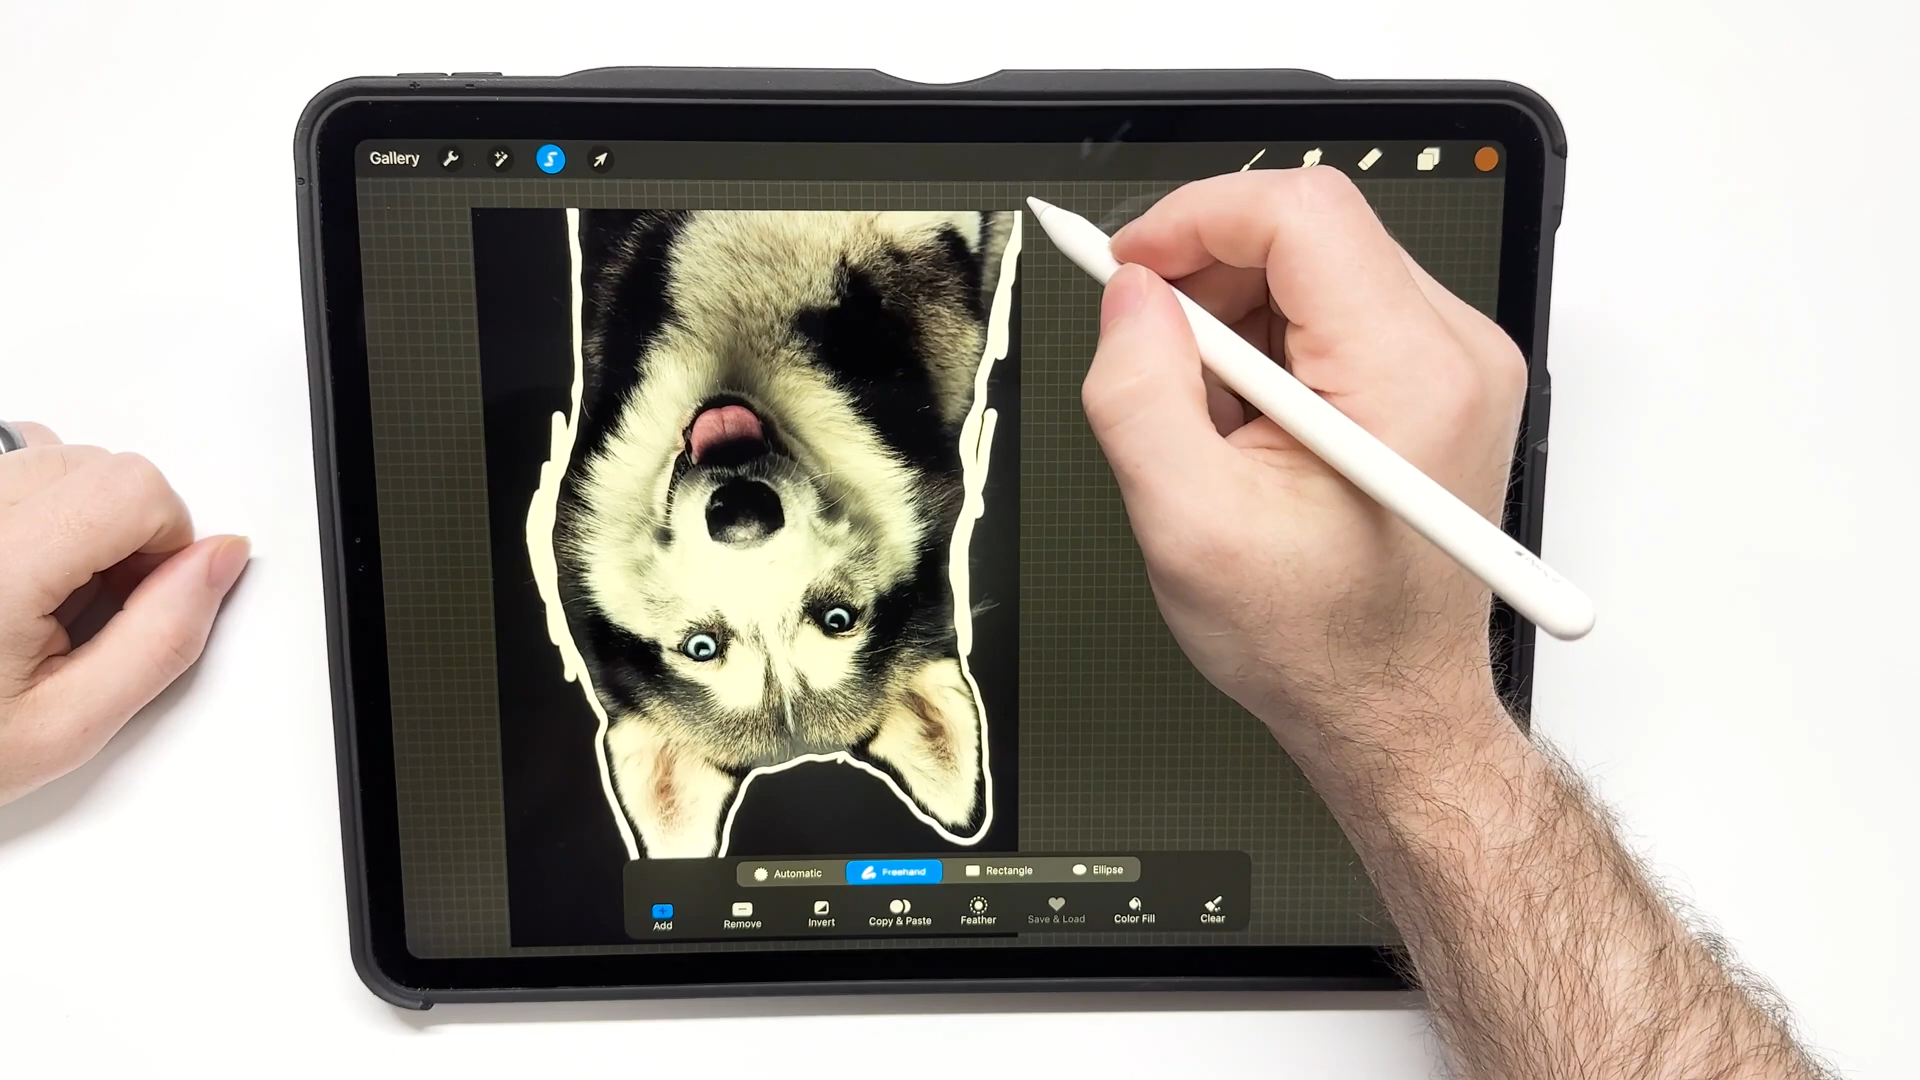 Gallery
Automatic
Freehand
Rectangle
Ellipse
Add
Remove
Invert
Copy & Paste
Feather
Save & Load
Color Fill
Clear